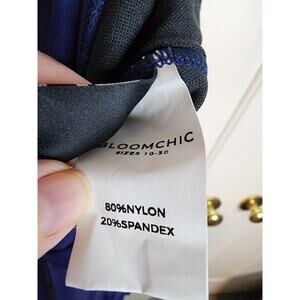 BLOOMCHIC
SIZES 10-30
80%NYLON
20%SPANDEX